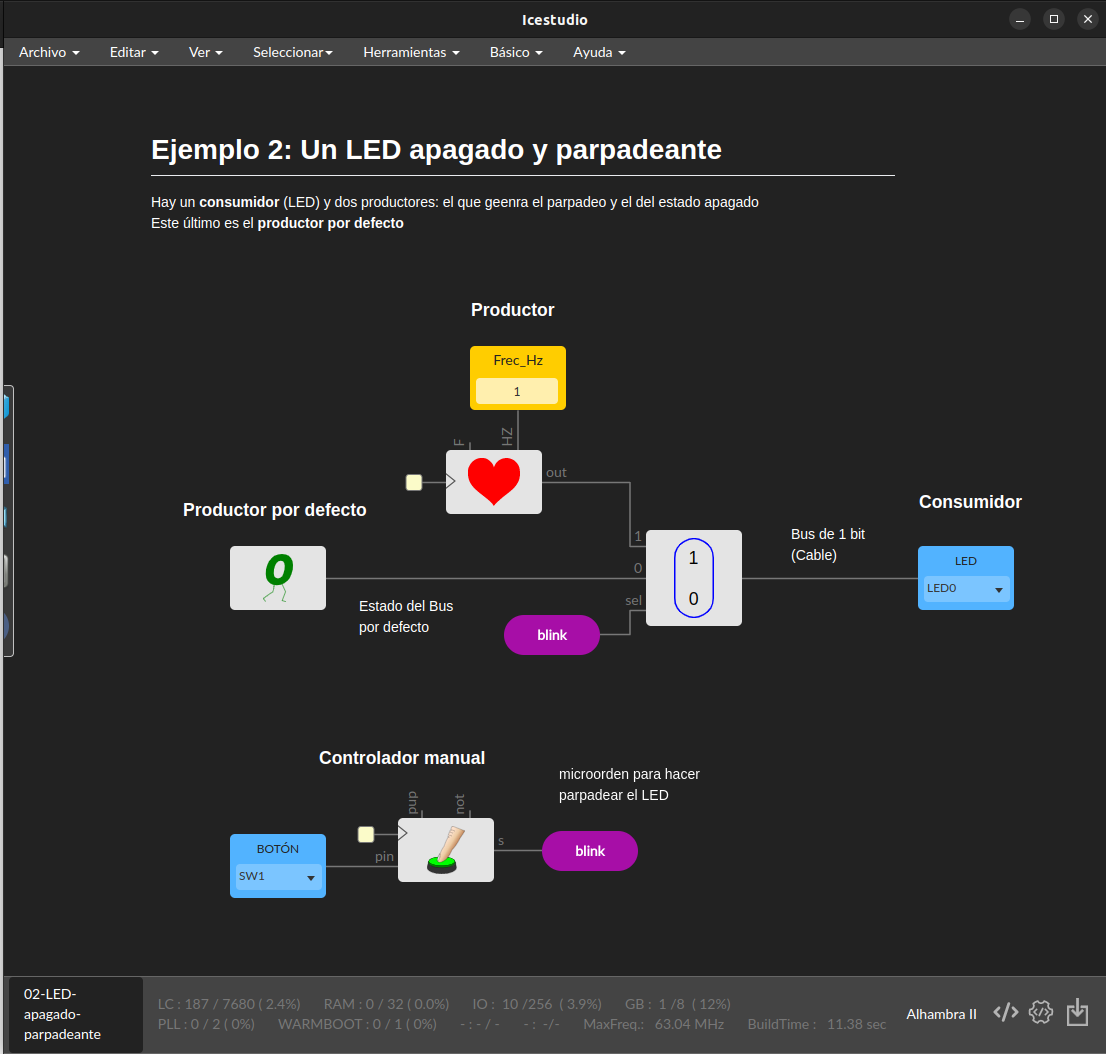 Icestudio
Archivo Editar Ver Seleccionar Herramientas Básico Ayuda
Ejemplo 2: Un LED apagado y parpadeante
Hay un consumidor (LED) y dos productores: el que geenra el parpadeo y el del estado apagado
Este último es el productor por defecto
Productor
Frec_Hz
1
F
HZ
out
Productor por defecto
0
Estado del Bus
por defecto
1
0
sel
1
0
blink
Bus de 1 bit
(Cable)
Consumidor
LED
LED0
Controlador manual
pup
not
BOTÓN
SW1
pin
s
microorden para hacer
parpadear el LED
blink
02-LED-
apagado-
parpadeante
LC : 187 / 7680 ( 2.4%) RAM : 0 / 32 ( 0.0%) IO : 10 /256 ( 3.9%) GB : 1 /8 ( 12%)
PLL : 0 / 2 ( 0%) WARMBOOT : 0 / 1 ( 0%) - : - / - - : -/- MaxFreq.: 63.04 MHz BuildTime : 11.38 sec
Alhambra II